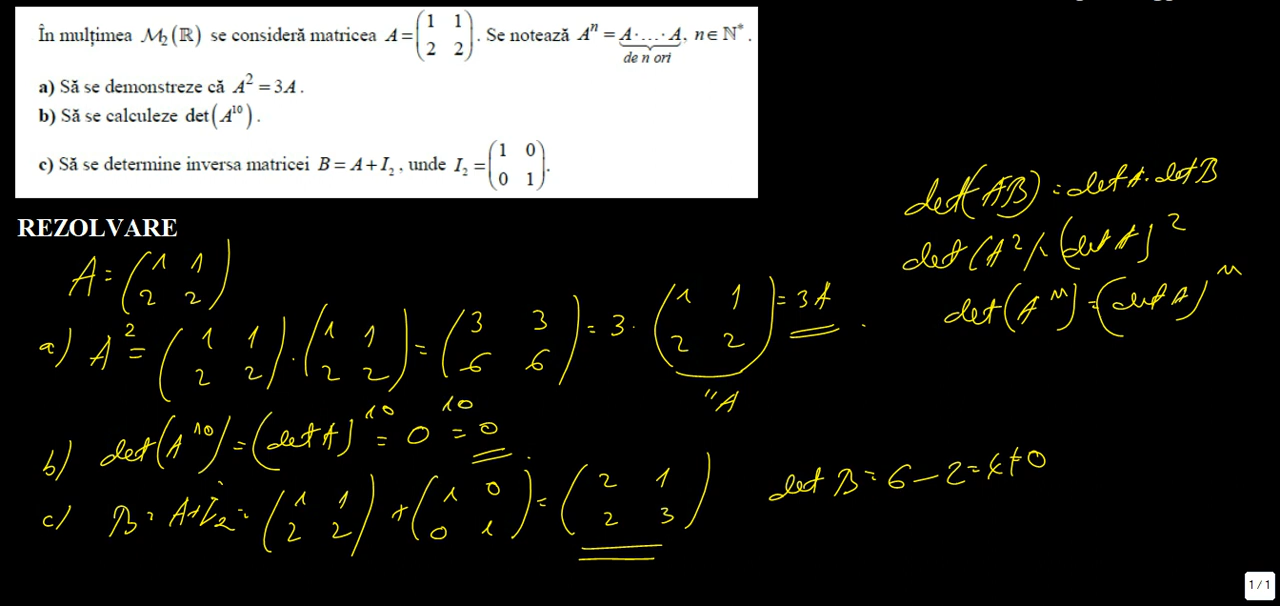 În mulțimea ℳ₂(ℝ) se consideră matricea A = (1 1; 2 2). Se notează Aⁿ = A·…·A, n∈ℕ*.
de n ori
a) Să se demonstreze că A² = 3A.
b) Să se calculeze det(A¹⁰).
c) Să se determine inversa matricei B = A + I₂, unde I₂ = (1 0; 0 1).
REZOLVARE
A = (1 1; 2 2)
a) A² = (1 1; 2 2) · (1 1; 2 2) = (3 3; 6 6) = 3 · (1 1; 2 2) = 3A.
"A
b) det(A¹⁰) = (det A)¹⁰ = 0¹⁰ = 0.
c) B = A+I₂ = (1 1; 2 2) + (1 0; 0 1) = (2 1; 2 3) det B = 6 − 2 = 4 ≠ 0
det(AB) = det A · det B
det(A²) = (det A)²
det(Aⁿ) = (det A)ⁿ
1 / 1